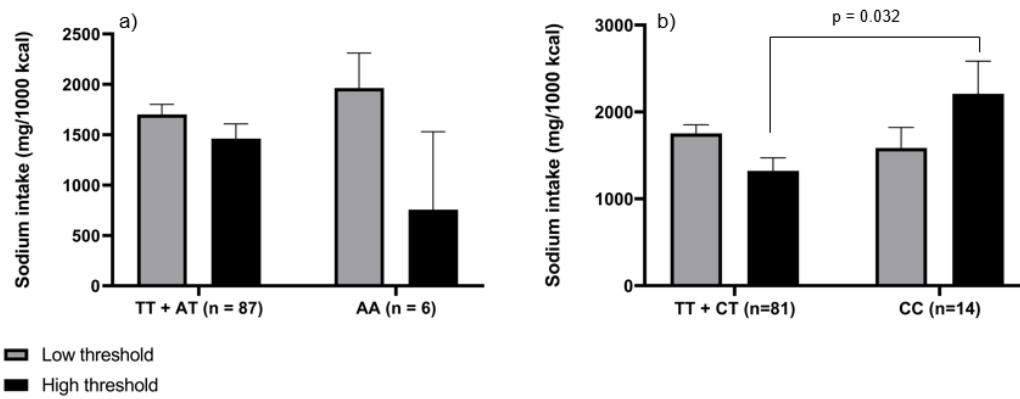 a)
Sodium intake (mg/1000 kcal)
2500
2000
1500
1000
500
0
TT + AT (n = 87)
AA (n = 6)
b)
p = 0.032
Sodium intake (mg/1000 kcal)
3000
2000
1000
0
TT + CT (n=81)
CC (n=14)
Low threshold
High threshold